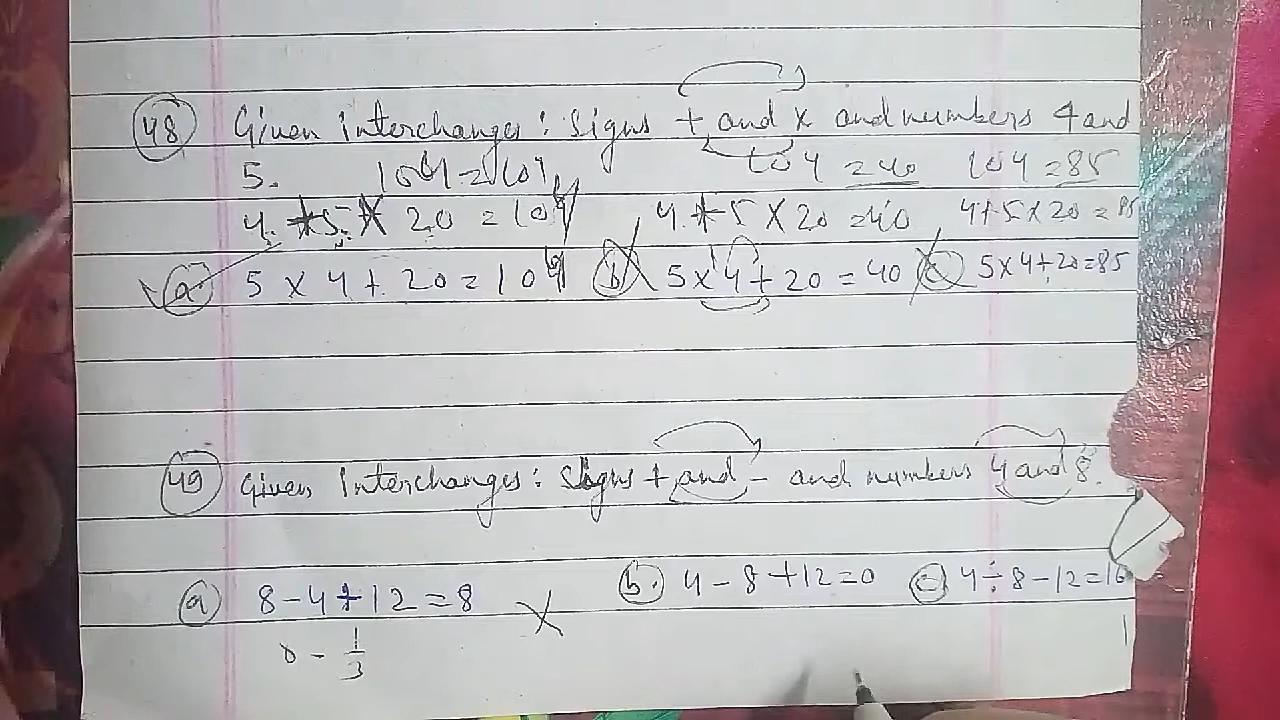 48 Given interchanges: Signs + and × and numbers 4 and
5. 104 = 104 104 = 40 104 = 85
4 + 5 × 20 = 104 4 + 5 × 20 = 40 4 + 5 × 20 = 85
a 5 × 4 + 20 = 104 b 5 × 4 + 20 = 40 c 5 × 4 + 20 = 85
49 Given Interchanges: Signs + and - and numbers 4 and 8.
a) 8 - 4 + 12 = 8 b. 4 - 8 + 12 = 0 c 4 ÷ 8 - 12 = 16
- 1/3